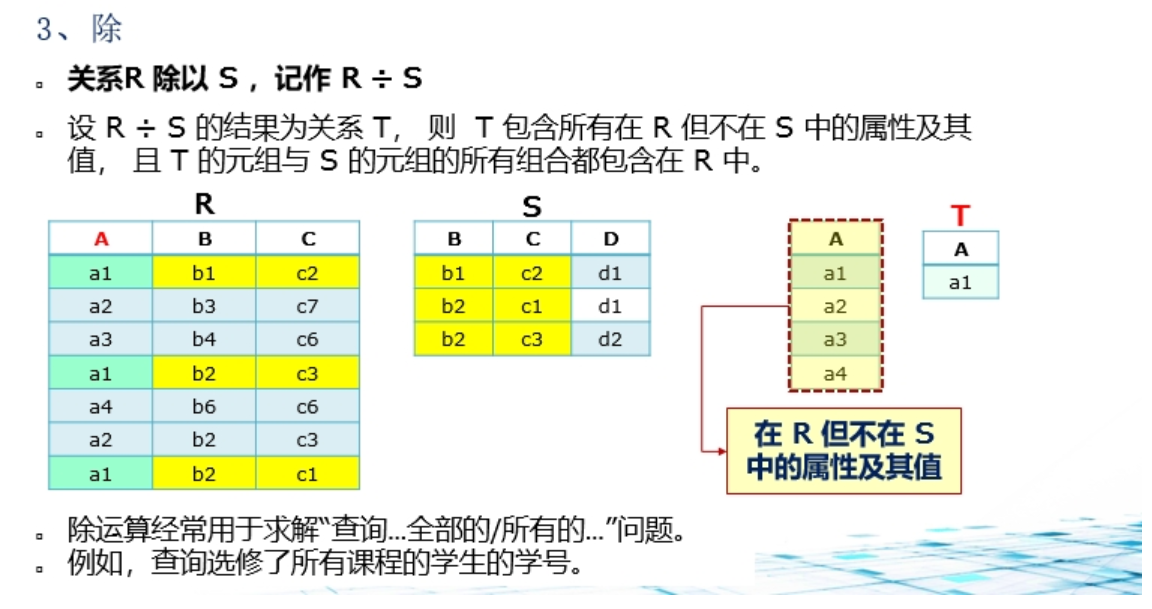 3、除
关系R 除以 S ，记作 R ÷ S
设 R ÷ S 的结果为关系 T， 则 T 包含所有在 R 但不在 S 中的属性及其
值， 且 T 的元组与 S 的元组的所有组合都包含在 R 中。
R
A B C
a1 b1 c2
a2 b3 c7
a3 b4 c6
a1 b2 c3
a4 b6 c6
a2 b2 c3
a1 b2 c1
S
B C D
b1 c2 d1
b2 c1 d1
b2 c3 d2
A
a1
a2
a3
a4
在 R 但不在 S
中的属性及其值
T
A
a1
除运算经常用于求解“查询...全部的/所有的...”问题。
例如，查询选修了所有课程的学生的学号。